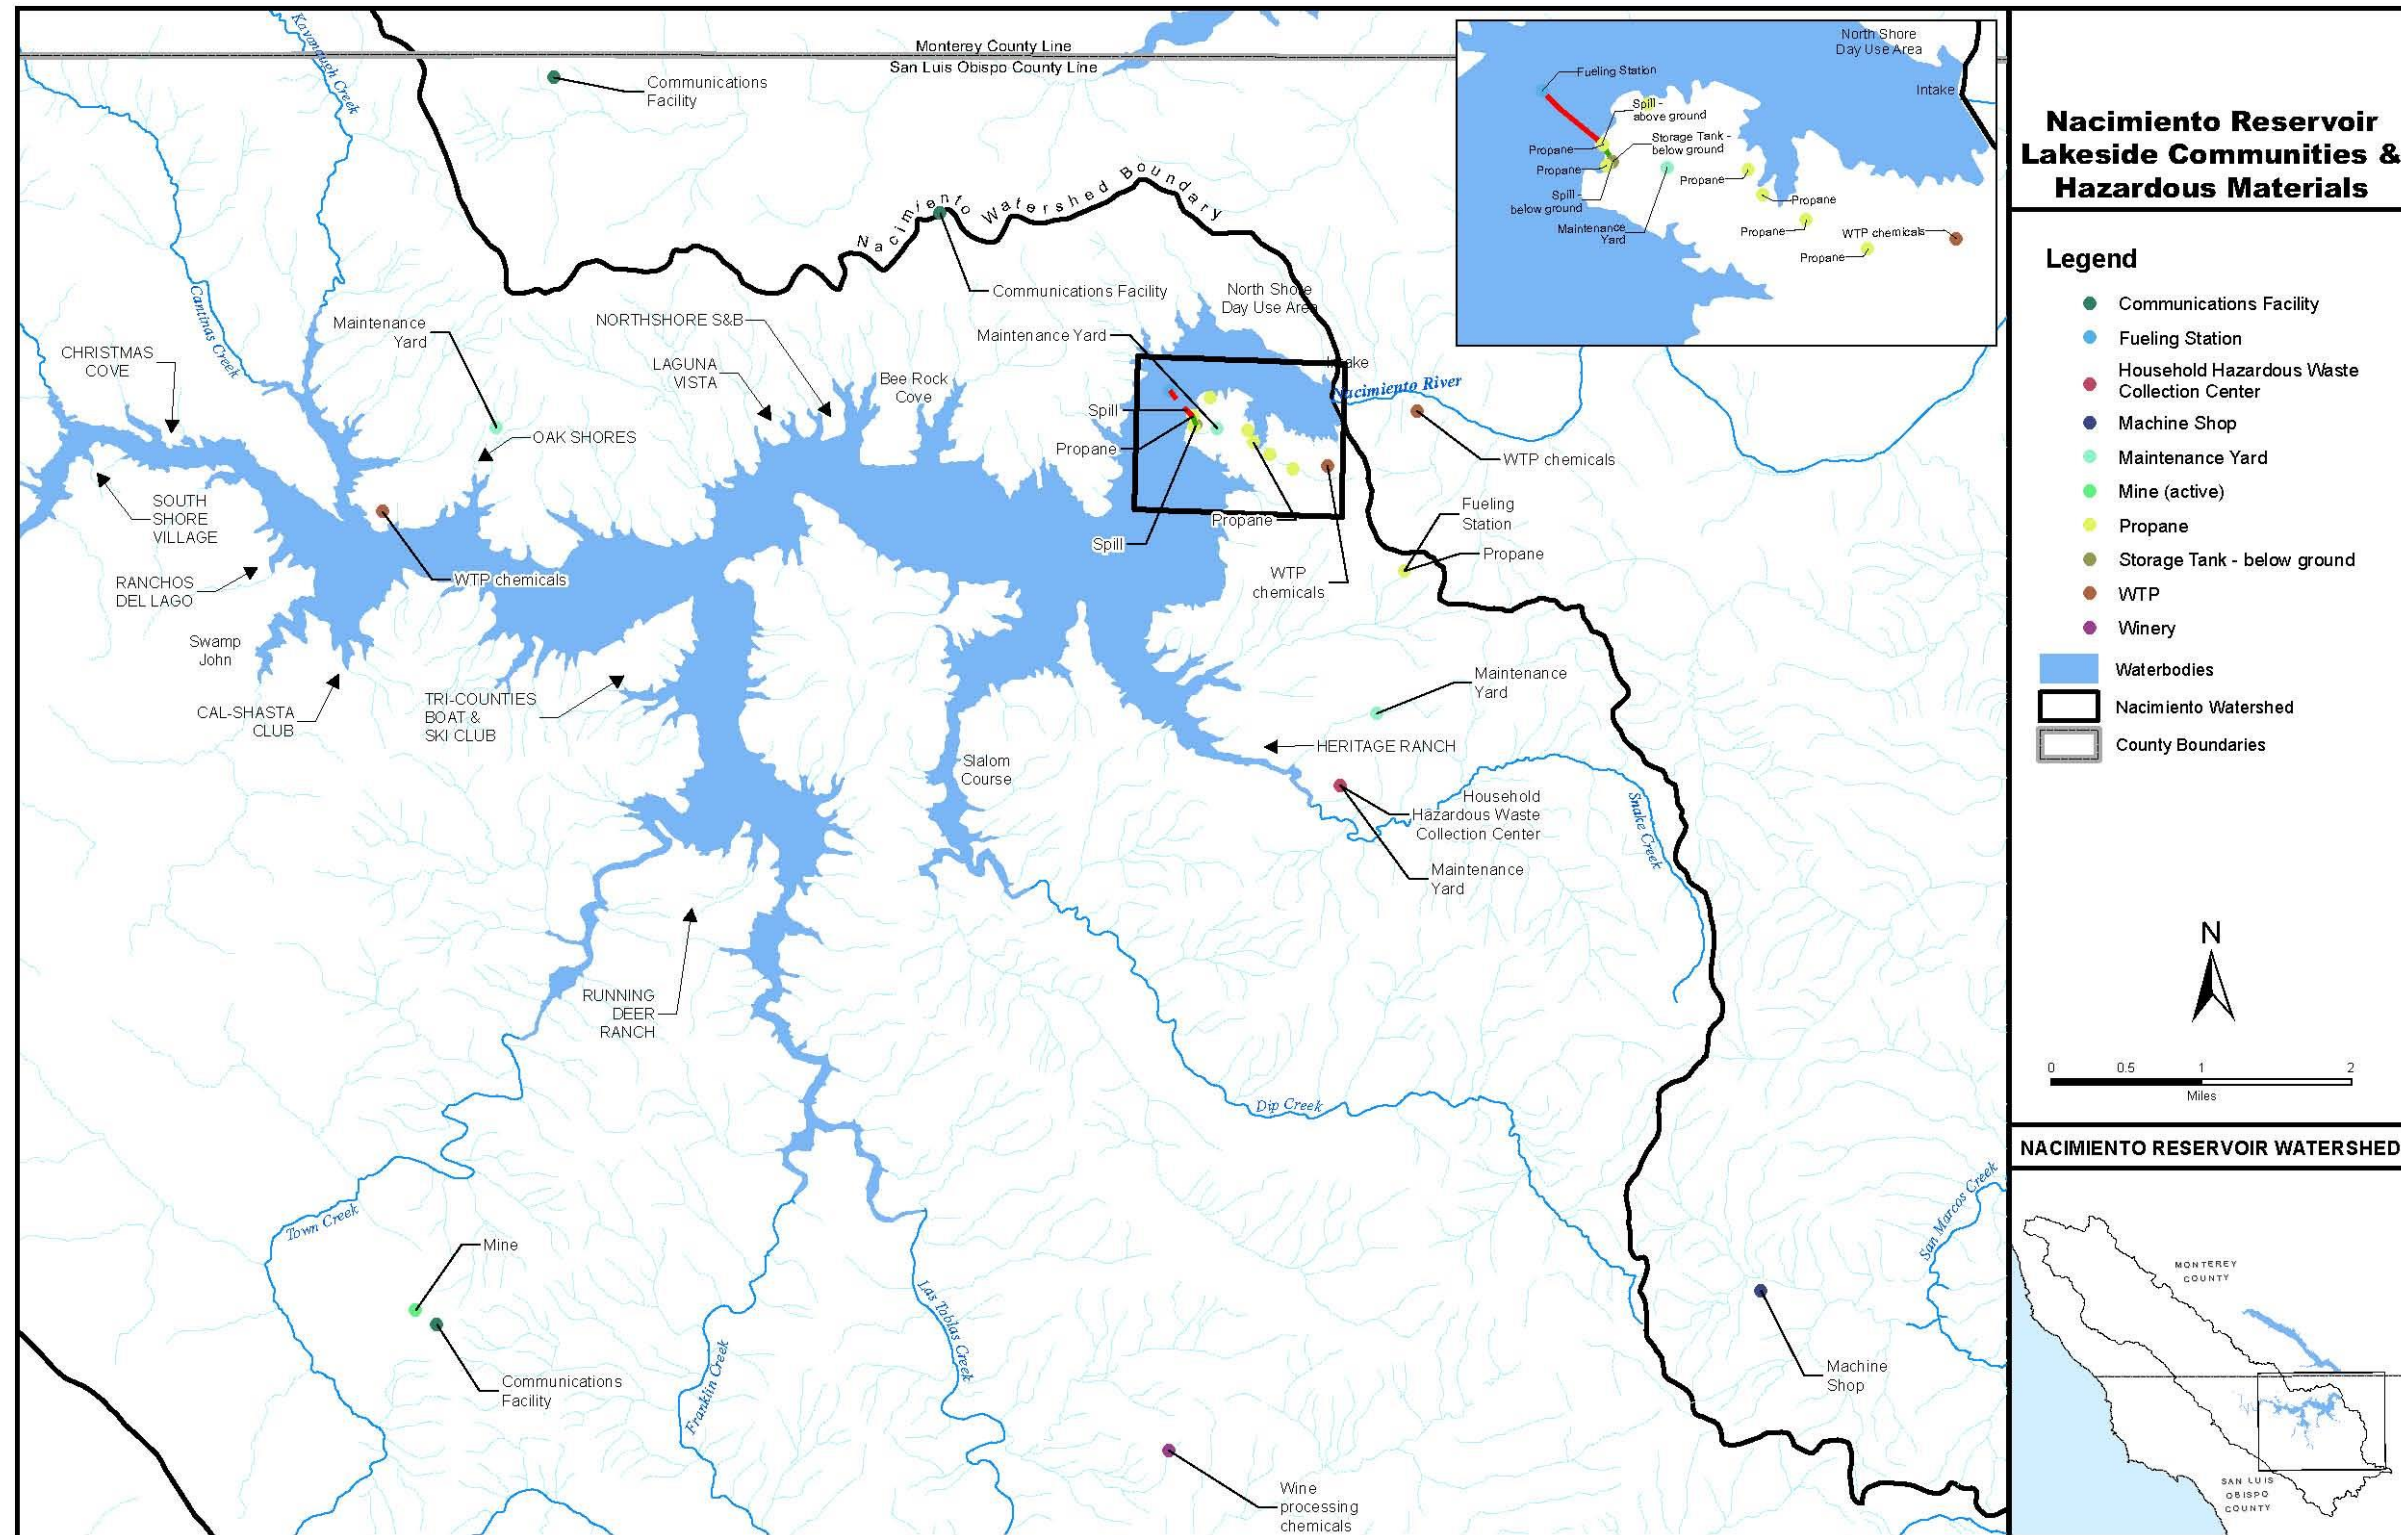 Monterey County Line
San Luis Obispo County Line
Kavanaugh Creek
Communications
Facility
Nacimiento Watershed Boundary
Communications Facility
North Shore
Day Use Area
Cantinas Creek
Maintenance
Yard
NORTHSHORE S&B
Maintenance Yard
CHRISTMAS
COVE
LAGUNA
VISTA
Bee Rock
Cove
Intake
Nacimiento River
Spill
OAK SHORES
Propane
WTP chemicals
SOUTH
SHORE
VILLAGE
Propane
Fueling
Station
Spill
Propane
RANCHOS
DEL LAGO
WTP chemicals
WTP
chemicals
Swamp
John
CAL-SHASTA
CLUB
TRI-COUNTIES
BOAT &
SKI CLUB
Maintenance
Yard
HERITAGE RANCH
Slalom
Course
Household
Hazardous Waste
Collection Center
Snake Creek
Maintenance
Yard
RUNNING
DEER
RANCH
Dip Creek
Town Creek
San Marcos Creek
Mine
Las Tablas Creek
Franklin Creek
Communications
Facility
Machine
Shop
Wine
processing
chemicals
North Shore
Day Use Area
Fueling Station
Intake
Spill -
above ground
Storage Tank -
below ground
Propane
Propane
Propane
Spill -
below ground
Propane
Maintenance
Yard
Propane
WTP chemicals
Propane
Nacimiento Reservoir
Lakeside Communities &
Hazardous Materials
Legend
Communications Facility
Fueling Station
Household Hazardous Waste
Collection Center
Machine Shop
Maintenance Yard
Mine (active)
Propane
Storage Tank - below ground
WTP
Winery
Waterbodies
Nacimiento Watershed
County Boundaries
N
0 0.5 1 2
Miles
NACIMIENTO RESERVOIR WATERSHED
MONTEREY
COUNTY
SAN LUIS
OBISPO
COUNTY